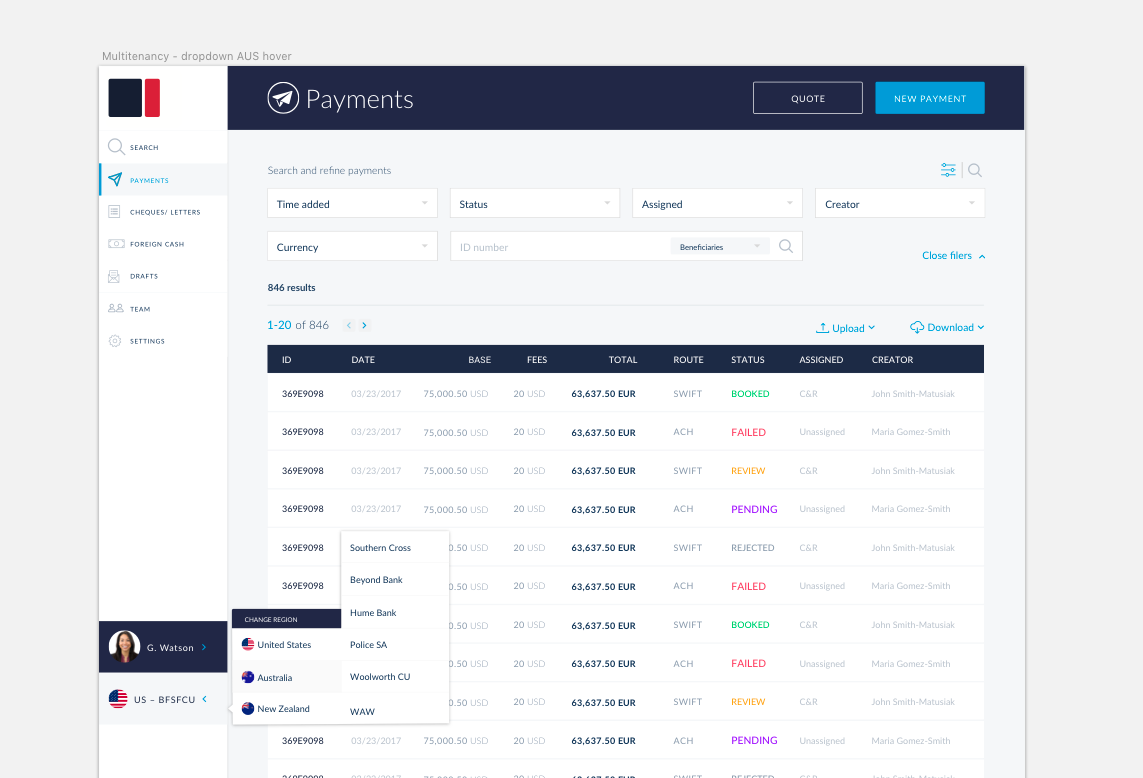 Multitenancy – dropdown AUS hover
Payments
QUOTE
NEW PAYMENT
SEARCH
PAYMENTS
CHEQUES/ LETTERS
FOREIGN CASH
DRAFTS
TEAM
SETTINGS
Search and refine payments
Time added
Status
Assigned
Creator
Currency
ID number
Beneficiaries
Close filers
846 results
1-20 of 846
Upload
Download
ID DATE BASE FEES TOTAL ROUTE STATUS ASSIGNED CREATOR
369E9098 03/23/2017 75,000.50 USD 20 USD 63,637.50 EUR SWIFT BOOKED C&R John Smith-Matusiak
369E9098 03/23/2017 75,000.50 USD 20 USD 63,637.50 EUR ACH FAILED Unassigned Maria Gomez-Smith
369E9098 03/23/2017 75,000.50 USD 20 USD 63,637.50 EUR SWIFT REVIEW C&R John Smith-Matusiak
369E9098 03/23/2017 75,000.50 USD 20 USD 63,637.50 EUR ACH PENDING Unassigned Maria Gomez-Smith
369E9098 0.50 USD 20 USD 63,637.50 EUR SWIFT REJECTED C&R John Smith-Matusiak
369E9098 0.50 USD 20 USD 63,637.50 EUR ACH FAILED Unassigned Maria Gomez-Smith
0.50 USD 20 USD 63,637.50 EUR SWIFT BOOKED C&R John Smith-Matusiak
0.50 USD 20 USD 63,637.50 EUR ACH FAILED Unassigned Maria Gomez-Smith
0.50 USD 20 USD 63,637.50 EUR SWIFT REVIEW C&R John Smith-Matusiak
369E9098 03/23/2017 75,000.50 USD 20 USD 63,637.50 EUR ACH PENDING Unassigned Maria Gomez-Smith
Southern Cross
Beyond Bank
Hume Bank
Police SA
Woolworth CU
WAW
CHANGE REGION
United States
Australia
New Zealand
G. Watson
US – BFSFCU